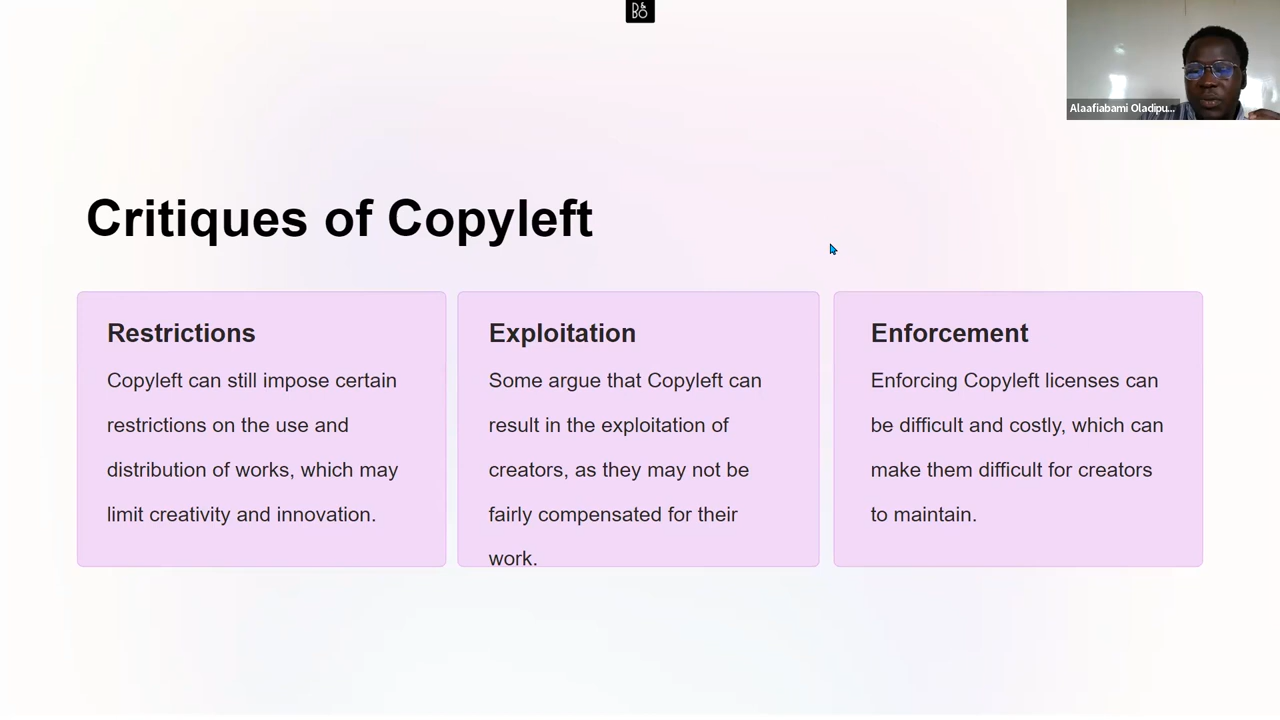 D&
BO
Alaafiabami Oladipu...
Critiques of Copyleft
Restrictions
Copyleft can still impose certain
restrictions on the use and
distribution of works, which may
limit creativity and innovation.
Exploitation
Some argue that Copyleft can
result in the exploitation of
creators, as they may not be
fairly compensated for their
work.
Enforcement
Enforcing Copyleft licenses can
be difficult and costly, which can
make them difficult for creators
to maintain.